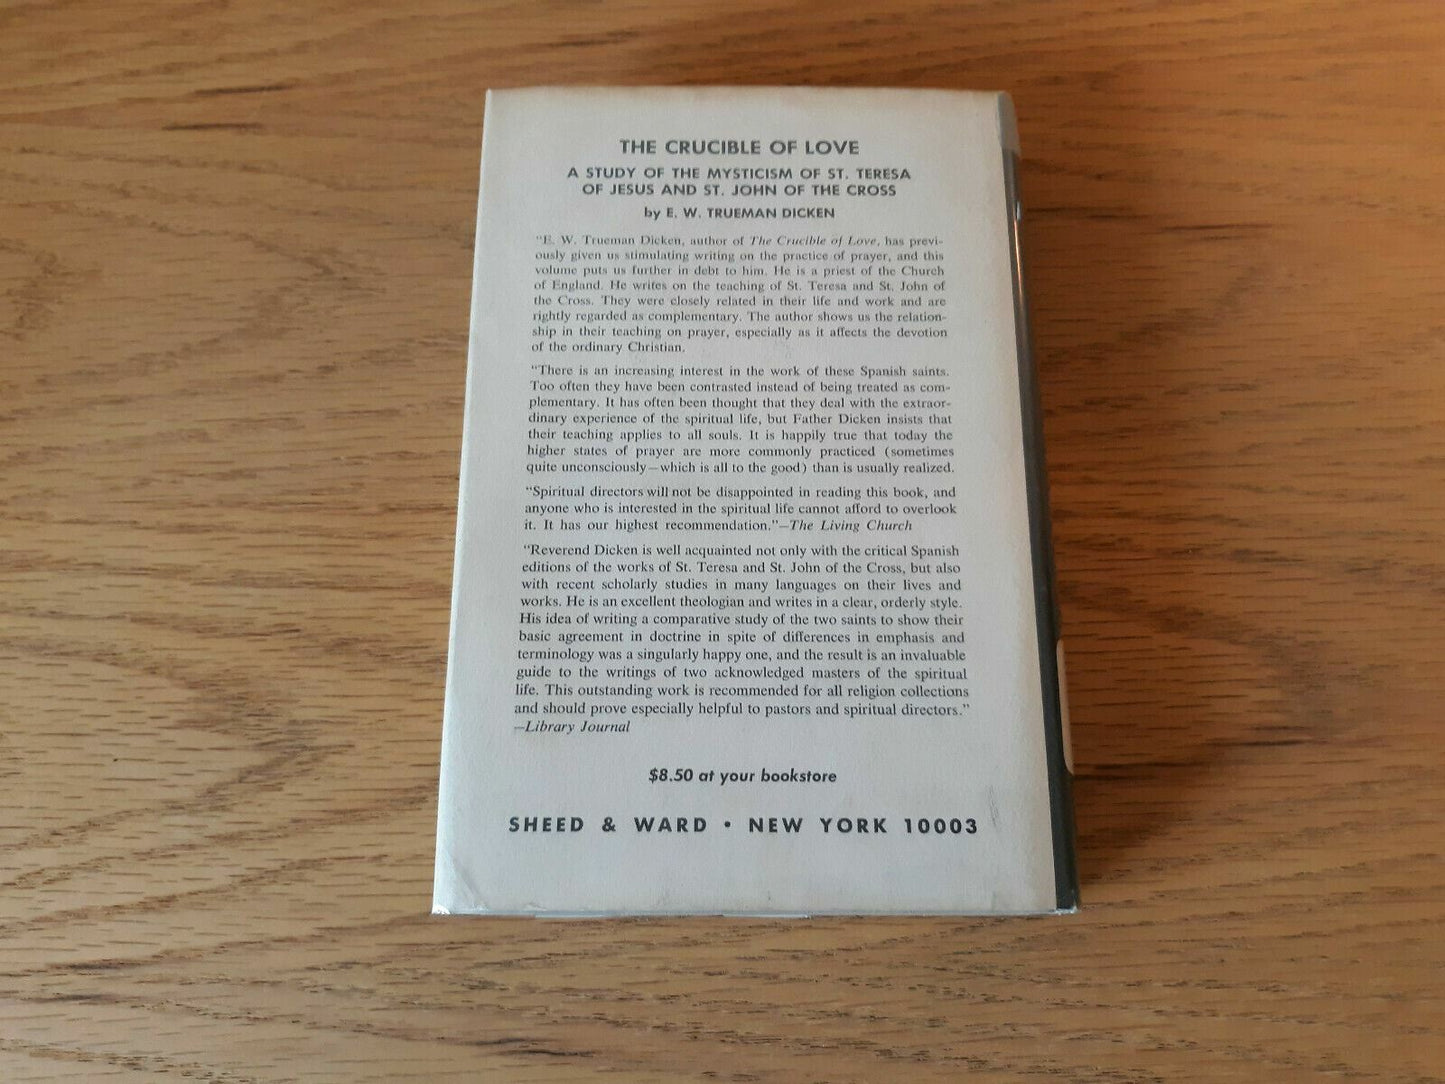 THE CRUCIBLE OF LOVE
A STUDY OF THE MYSTICISM OF ST. TERESA
OF JESUS AND ST. JOHN OF THE CROSS
by E. W. TRUEMAN DICKEN
"E. W. Trueman Dicken, author of The Crucible of Love, has previ-
ously given us stimulating writing on the practice of prayer, and this
volume puts us further in debt to him. He is a priest of the Church
of England. He writes on the teaching of St. Teresa and St. John of
the Cross. They were closely related in their life and work and are
rightly regarded as complementary. The author shows us the relation-
ship in their teaching on prayer, especially as it affects the devotion
of the ordinary Christian.
"There is an increasing interest in the work of these Spanish saints.
Too often they have been contrasted instead of being treated as com-
plementary. It has often been thought that they deal with the extraor-
dinary experience of the spiritual life, but Father Dicken insists that
their teaching applies to all souls. It is happily true that today the
higher states of prayer are more commonly practiced (sometimes
quite unconsciously—which is all to the good) than is usually realized.
"Spiritual directors will not be disappointed in reading this book, and
anyone who is interested in the spiritual life cannot afford to overlook
it. It has our highest recommendation."—The Living Church
"Reverend Dicken is well acquainted not only with the critical Spanish
editions of the works of St. Teresa and St. John of the Cross, but also
with recent scholarly studies in many languages on their lives and
works. He is an excellent theologian and writes in a clear, orderly style.
His idea of writing a comparative study of the two saints to show their
basic agreement in doctrine in spite of differences in emphasis and
terminology was a singularly happy one, and the result is an invaluable
guide to the writings of two acknowledged masters of the spiritual
life. This outstanding work is recommended for all religion collections
and should prove especially helpful to pastors and spiritual directors."
—Library Journal
$8.50 at your bookstore
SHEED & WARD • NEW YORK 10003